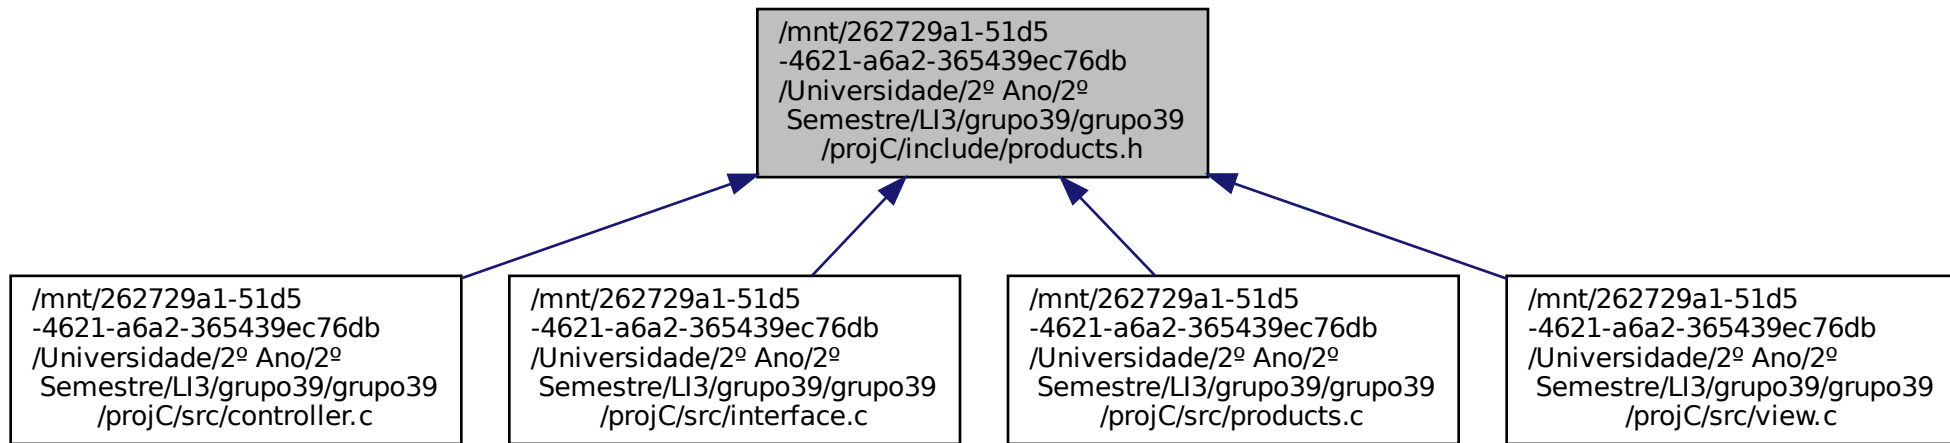 /mnt/262729a1-51d5
-4621-a6a2-365439ec76db
/Universidade/2º Ano/2º
Semestre/LI3/grupo39/grupo39
/projC/include/products.h
/mnt/262729a1-51d5
-4621-a6a2-365439ec76db
/Universidade/2º Ano/2º
Semestre/LI3/grupo39/grupo39
/projC/src/controller.c
/mnt/262729a1-51d5
-4621-a6a2-365439ec76db
/Universidade/2º Ano/2º
Semestre/LI3/grupo39/grupo39
/projC/src/interface.c
/mnt/262729a1-51d5
-4621-a6a2-365439ec76db
/Universidade/2º Ano/2º
Semestre/LI3/grupo39/grupo39
/projC/src/products.c
/mnt/262729a1-51d5
-4621-a6a2-365439ec76db
/Universidade/2º Ano/2º
Semestre/LI3/grupo39/grupo39
/projC/src/view.c